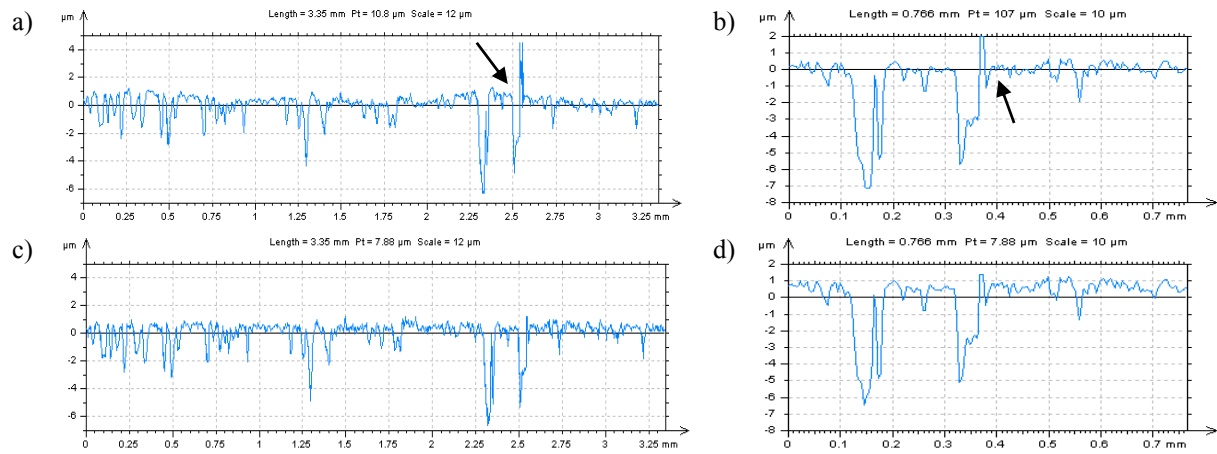 a)
µm
Length = 3.35 mm Pt = 10.8 µm Scale = 12 µm
4
2
0
-2
-4
-6
0 0.25 0.5 0.75 1 1.25 1.5 1.75 2 2.25 2.5 2.75 3 3.25 mm
b)
µm
Length = 0.766 mm Pt = 107 µm Scale = 10 µm
2
1
0
-1
-2
-3
-4
-5
-6
-7
-8
0 0.1 0.2 0.3 0.4 0.5 0.6 0.7 mm
c)
µm
Length = 3.35 mm Pt = 7.88 µm Scale = 12 µm
4
2
0
-2
-4
-6
0 0.25 0.5 0.75 1 1.25 1.5 1.75 2 2.25 2.5 2.75 3 3.25 mm
d)
µm
Length = 0.766 mm Pt = 7.88 µm Scale = 10 µm
2
1
0
-1
-2
-3
-4
-5
-6
-7
-8
0 0.1 0.2 0.3 0.4 0.5 0.6 0.7 mm